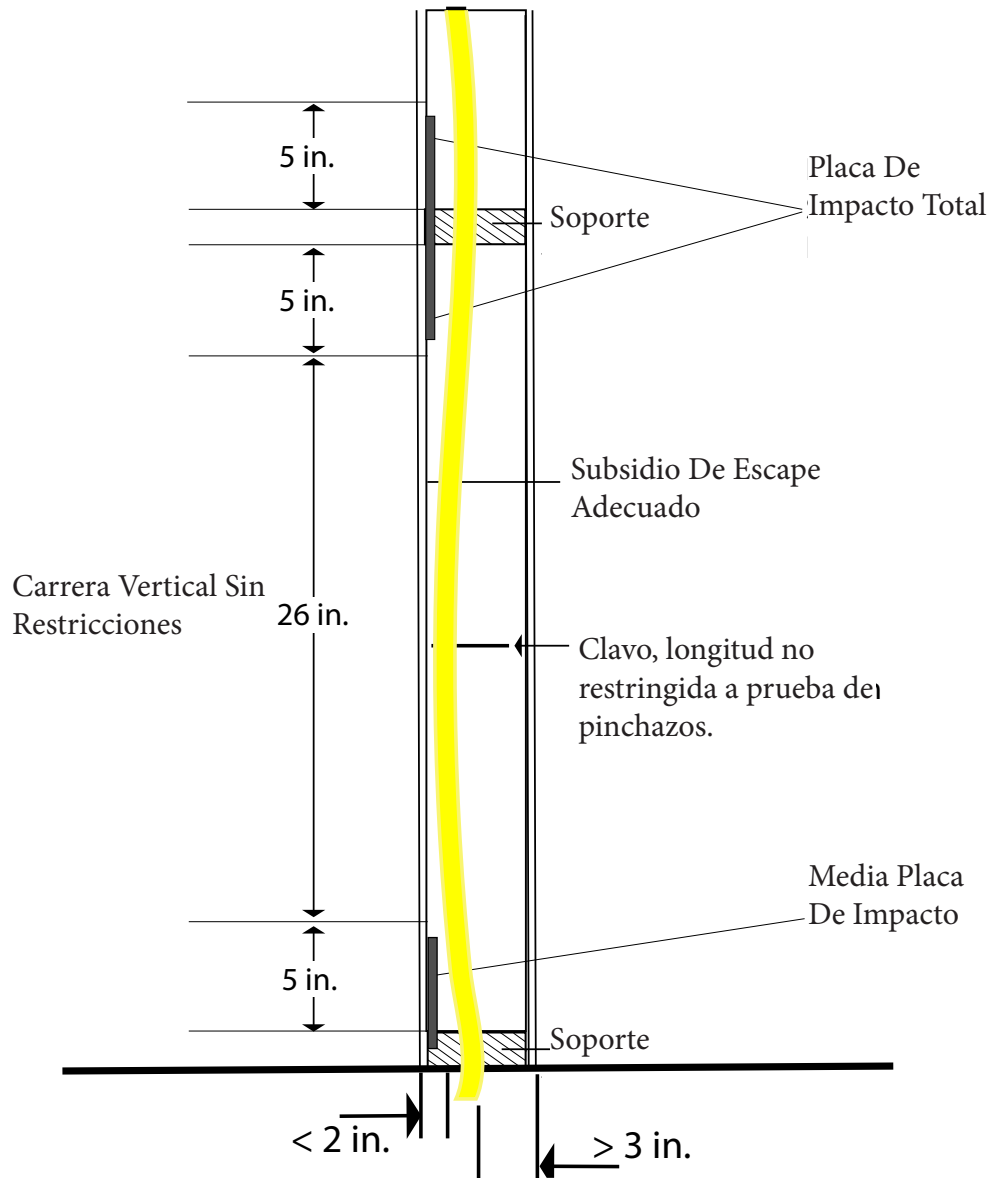 5 in.
Placa De
Impacto Total
Soporte
5 in.
Subsidio De Escape
Adecuado
Carrera Vertical Sin
Restricciones
26 in.
Clavo, longitud no
restringida a prueba de
pinchazos.
Media Placa
De Impacto
5 in.
Soporte
< 2 in.
> 3 in.